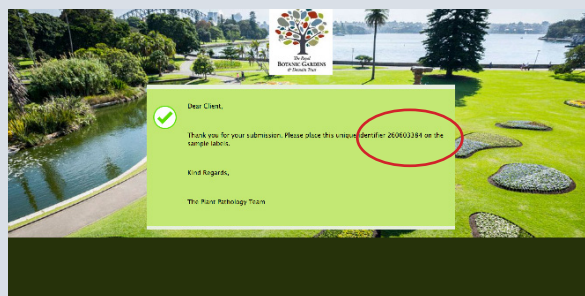 The Royal
BOTANIC GARDENS
& Domain Trust
Dear Client,
Thank you for your submission. Please place this unique identifier 260603384 on the
sample labels.
Kind Regards,
The Plant Pathology Team